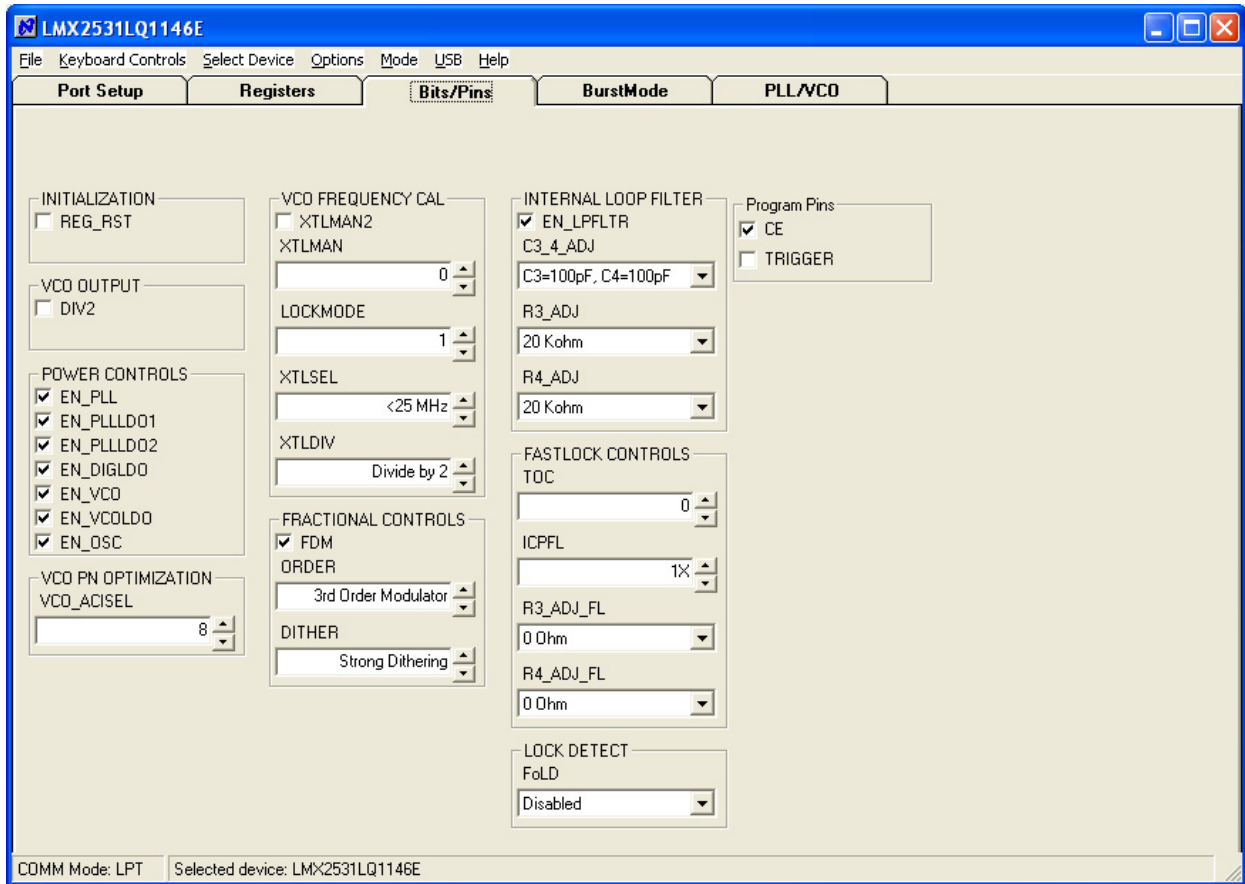 LMX2531LQ1146E
File Keyboard Controls Select Device Options Mode USB Help
Port Setup Registers Bits/Pins BurstMode PLL/VCO
INITIALIZATION
REG_RST
VCO OUTPUT
DIV2
POWER CONTROLS
EN_PLL
EN_PLLLDO1
EN_PLLLDO2
EN_DIGLDO
EN_VCO
EN_VCOLDO
EN_OSC
VCO PN OPTIMIZATION
VCO_ACISEL
8
VCO FREQUENCY CAL
XTLMAN2
XTLMAN
0
LOCKMODE
1
XTLSEL
<25 MHz
XTLDIV
Divide by 2
FRACTIONAL CONTROLS
FDM
ORDER
3rd Order Modulator
DITHER
Strong Dithering
INTERNAL LOOP FILTER
EN_LPFLTR
C3_4_ADJ
C3=100pF, C4=100pF
R3_ADJ
20 Kohm
R4_ADJ
20 Kohm
FASTLOCK CONTROLS
TOC
0
ICPFL
1X
R3_ADJ_FL
0 Ohm
R4_ADJ_FL
0 Ohm
LOCK DETECT
FoLD
Disabled
Program Pins
CE
TRIGGER
COMM Mode: LPT Selected device: LMX2531LQ1146E